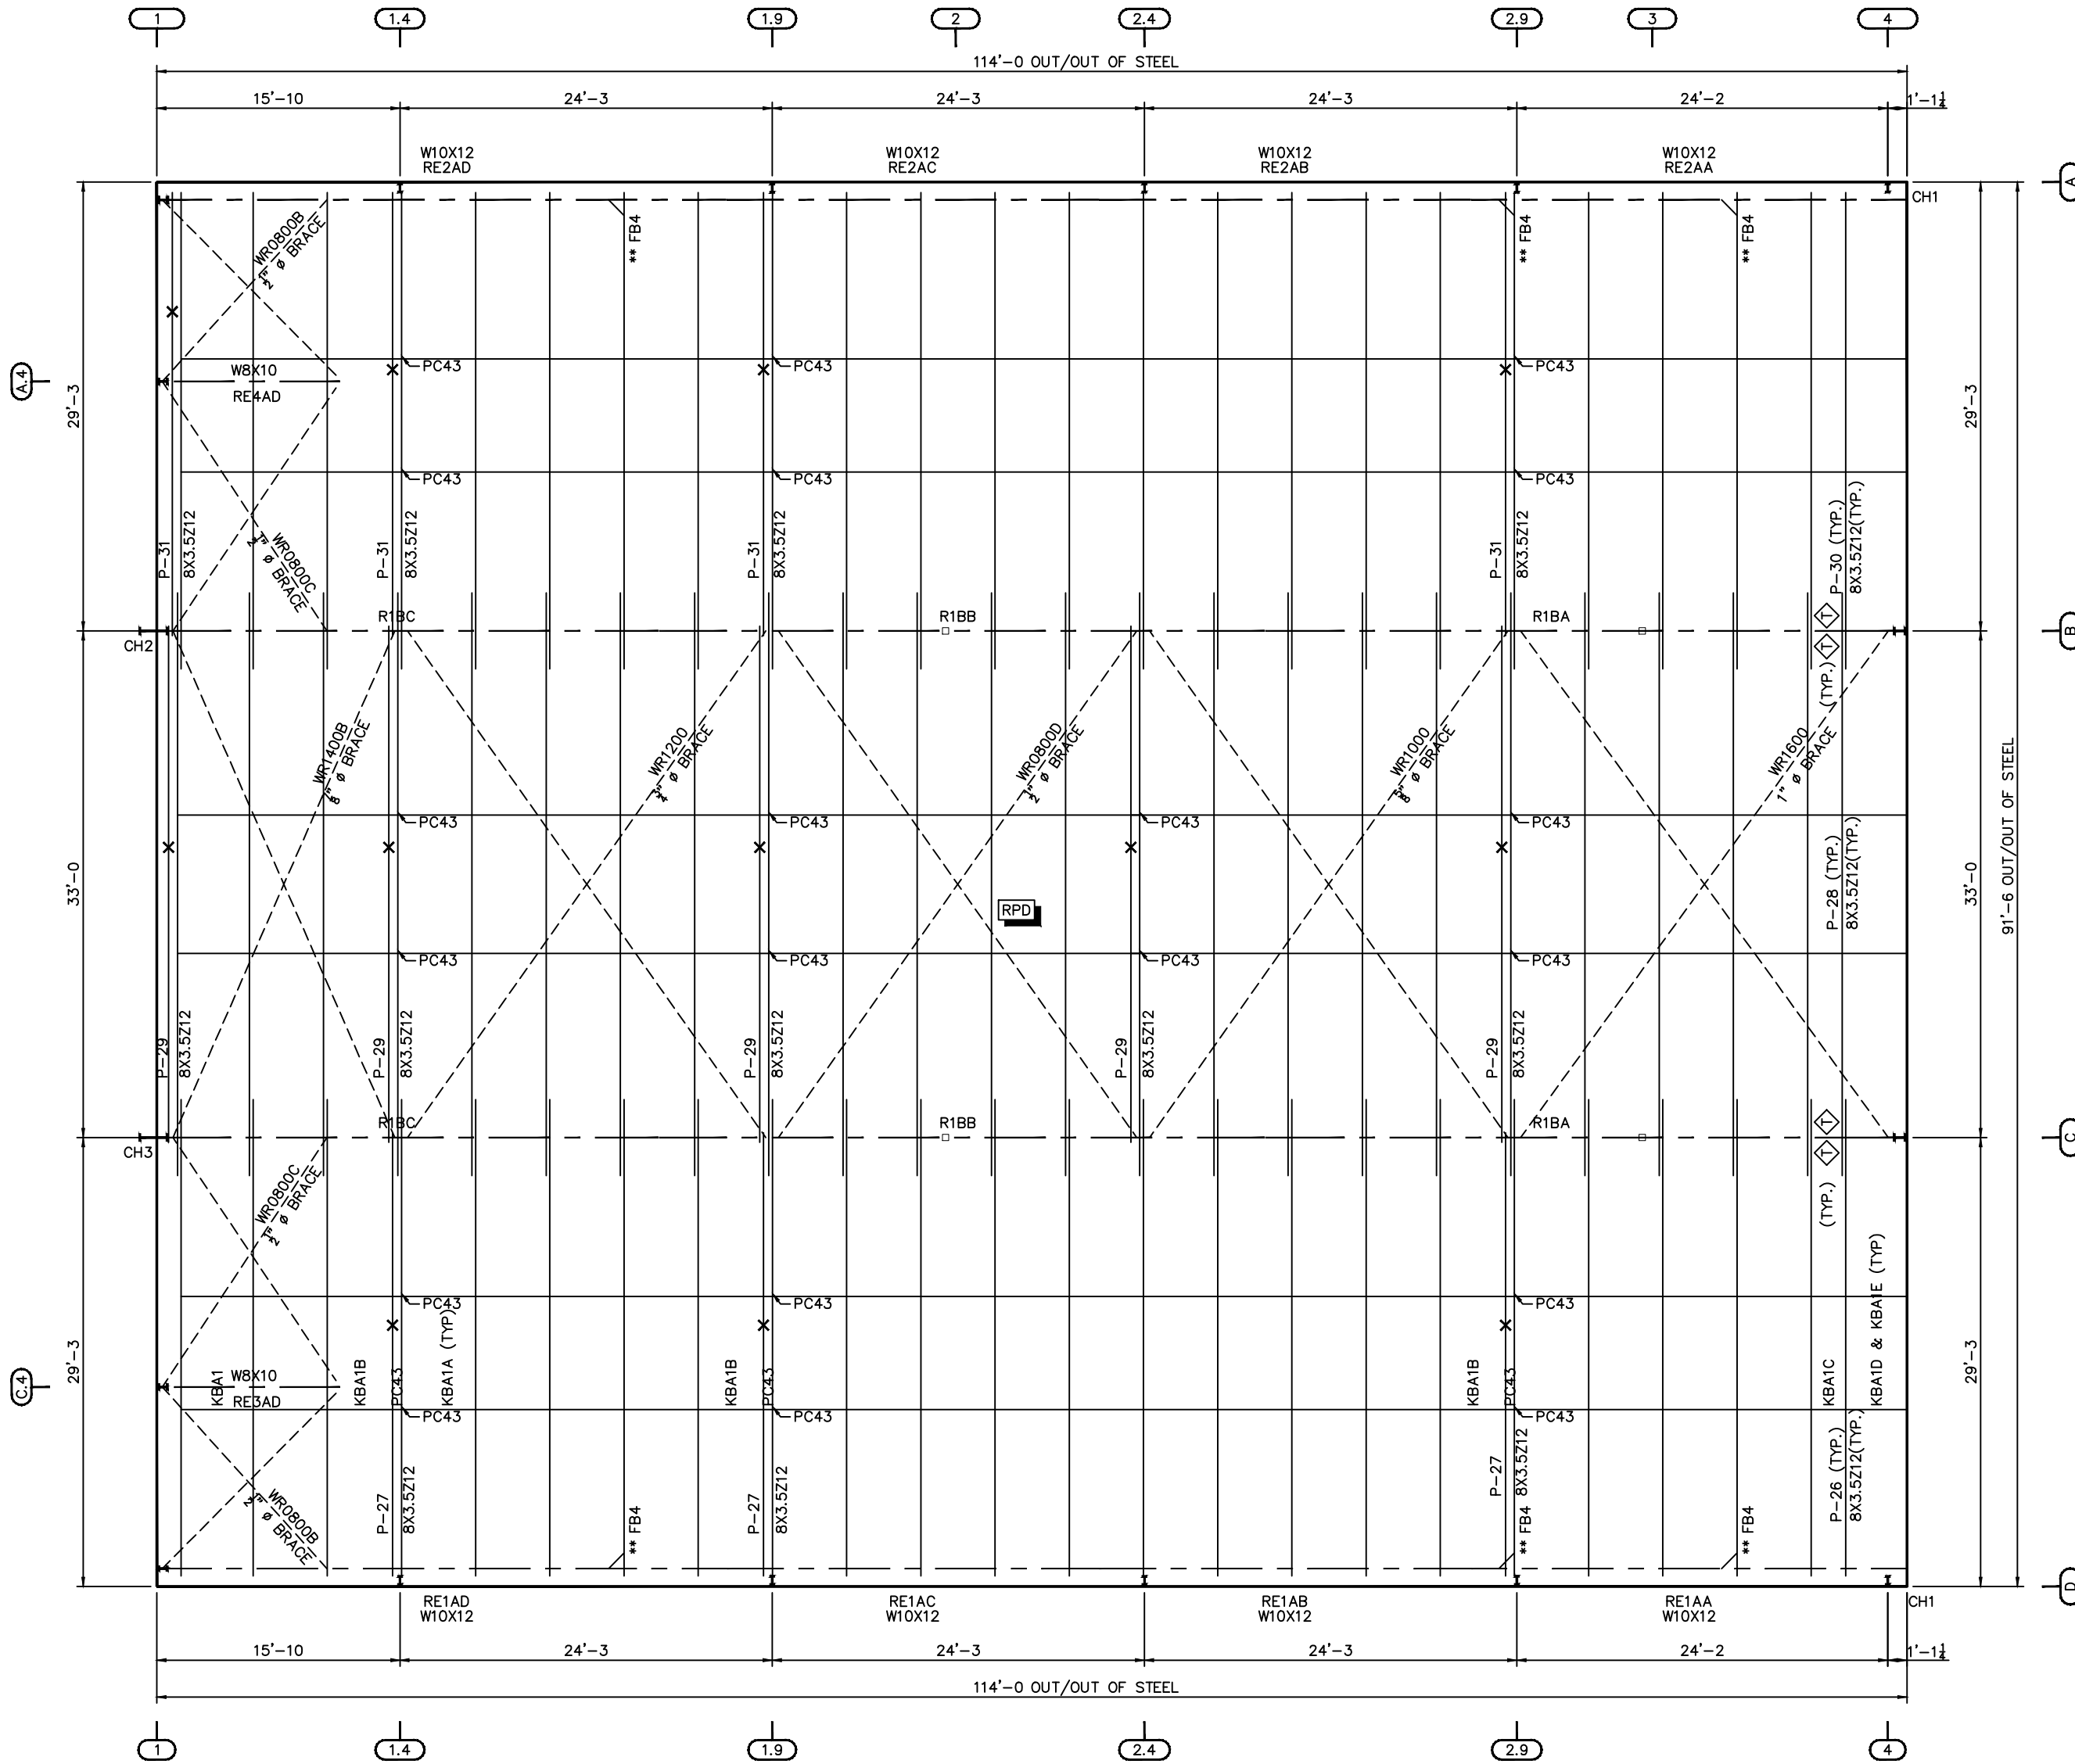 1 1.4 1.9 2 2.4 2.9 3 4
114'-0 OUT/OUT OF STEEL
15'-10 24'-3 24'-3 24'-3 24'-2 1'-1¼
W10X12 W10X12 W10X12 W10X12
RE2AD RE2AC RE2AB RE2AA
A
CH1
WR0800B
½" ø BRACE
** FB4 ** FB4 ** FB4
PC43 PC43 PC43
A.4
W8X10
RE4AD
29'-3 29'-3
PC43 PC43 PC43
WR0800C
½" ø BRACE
P-31 8X3.5Z12
P-31 8X3.5Z12
P-31 8X3.5Z12
P-31 8X3.5Z12
P-30 (TYP.)
8X3.5Z12(TYP.)
R1BC R1BB R1BA
T
T
(TYP.)
B
CH2
WR1400B
ø BRACE
WR1200
¾" ø BRACE
WR0800D
½" ø BRACE
WR1000
⅝" ø BRACE
WR1600
1" ø BRACE
PC43 PC43 PC43 PC43
33'-0 33'-0
91'-6 OUT/OUT OF STEEL
P-28 (TYP.)
8X3.5Z12(TYP.)
RPD
PC43 PC43 PC43 PC43
P-29 8X3.5Z12
P-29 8X3.5Z12
P-29 8X3.5Z12
P-29 8X3.5Z12
P-29 8X3.5Z12
R1BC R1BB R1BA
T
T
(TYP.)
C
CH3
WR0800C
½" ø BRACE
PC43 PC43 PC43
29'-3 29'-3
C.4
W8X10
RE3AD
KBA1
KBA1B
PC43
KBA1A (TYP)
KBA1B
PC43
KBA1B
PC43
KBA1C
KBA1D & KBA1E (TYP)
PC43 PC43 PC43
WR0800B
½" ø BRACE
P-27 8X3.5Z12
P-27 8X3.5Z12
P-27 8X3.5Z12
P-26 (TYP.)
8X3.5Z12(TYP.)
** FB4 ** FB4 ** FB4
D
CH1
RE1AD RE1AC RE1AB RE1AA
W10X12 W10X12 W10X12 W10X12
15'-10 24'-3 24'-3 24'-3 24'-2 1'-1¼
114'-0 OUT/OUT OF STEEL
1 1.4 1.9 2.4 2.9 4